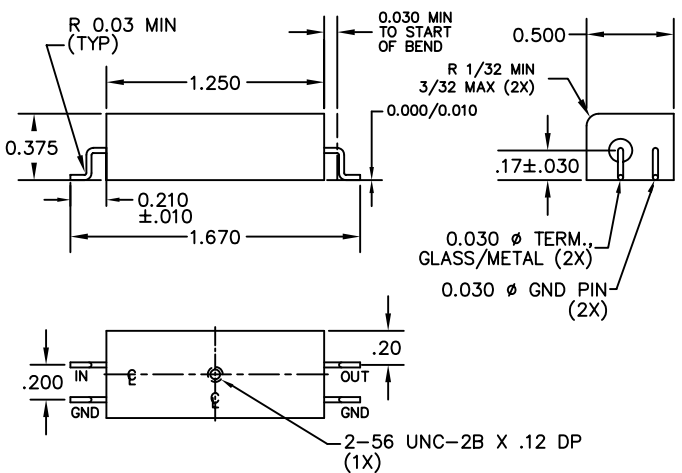 R 0.03 MIN
(TYP)
0.030 MIN
TO START
OF BEND
0.500
1.250
R 1/32 MIN
3/32 MAX (2X)
0.000/0.010
0.375
.17±.030
0.210
±.010
1.670
0.030 ø TERM.,
GLASS/METAL (2X)
0.030 ø GND PIN
(2X)
.20
IN
℄
OUT
.200
GND
℄
GND
2-56 UNC-2B X .12 DP
(1X)